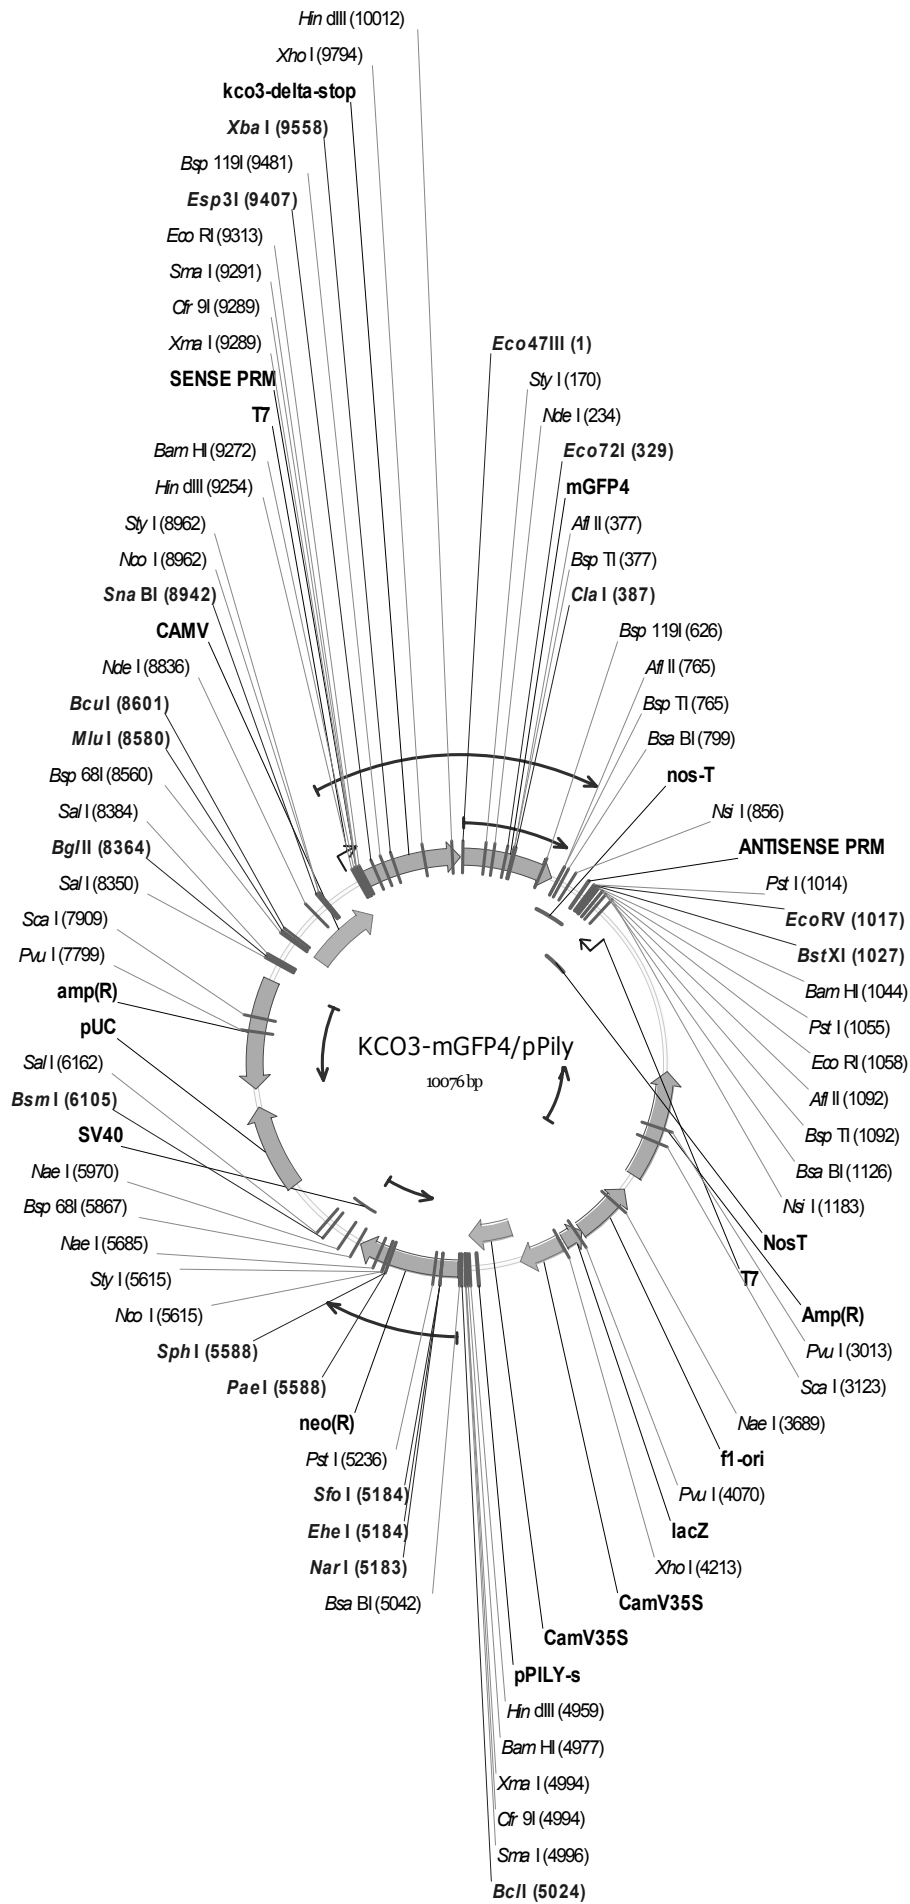 Hin dIII (10012)
Xho I (9794)
kco3-delta-stop
Xba I (9558)
Bsp 119I (9481)
Esp3I (9407)
Eco RI (9313)
Sma I (9291)
Cfr 9I (9289)
Xma I (9289)
SENSE PRM
T7
Bam HI (9272)
Hin dIII (9254)
Sty I (8962)
Nco I (8962)
Sna BI (8942)
CAMV
Nde I (8836)
BcuI (8601)
MluI (8580)
Bsp 68I (8560)
Sal I (8384)
BglII (8364)
Sal I (8350)
Sca I (7909)
Pvu I (7799)
amp(R)
pUC
Sal I (6162)
BsmI (6105)
SV40
Nae I (5970)
Bsp 68I (5867)
Nae I (5685)
Sty I (5615)
Nco I (5615)
SphI (5588)
PaeI (5588)
neo(R)
Pst I (5236)
SfoI (5184)
EheI (5184)
NarI (5183)
Bsa BI (5042)
Eco47III (1)
Sty I (170)
Nde I (234)
Eco72I (329)
mGFP4
Afl II (377)
Bsp TI (377)
ClaI (387)
Bsp 119I (626)
Afl II (765)
Bsp TI (765)
Bsa BI (799)
nos-T
Nsi I (856)
ANTISENSE PRM
Pst I (1014)
EcoRV (1017)
BstXI (1027)
Bam HI (1044)
Pst I (1055)
Eco RI (1058)
Afl II (1092)
Bsp TI (1092)
Bsa BI (1126)
Nsi I (1183)
NosT
T7
Amp(R)
Pvu I (3013)
Sca I (3123)
Nae I (3689)
f1-ori
Pvu I (4070)
lacZ
Xho I (4213)
CamV35S
CamV35S
pPILY-s
Hin dIII (4959)
Bam HI (4977)
Xma I (4994)
Cfr 9I (4994)
Sma I (4996)
BclI (5024)
KCO3-mGFP4/pPily
10076 bp